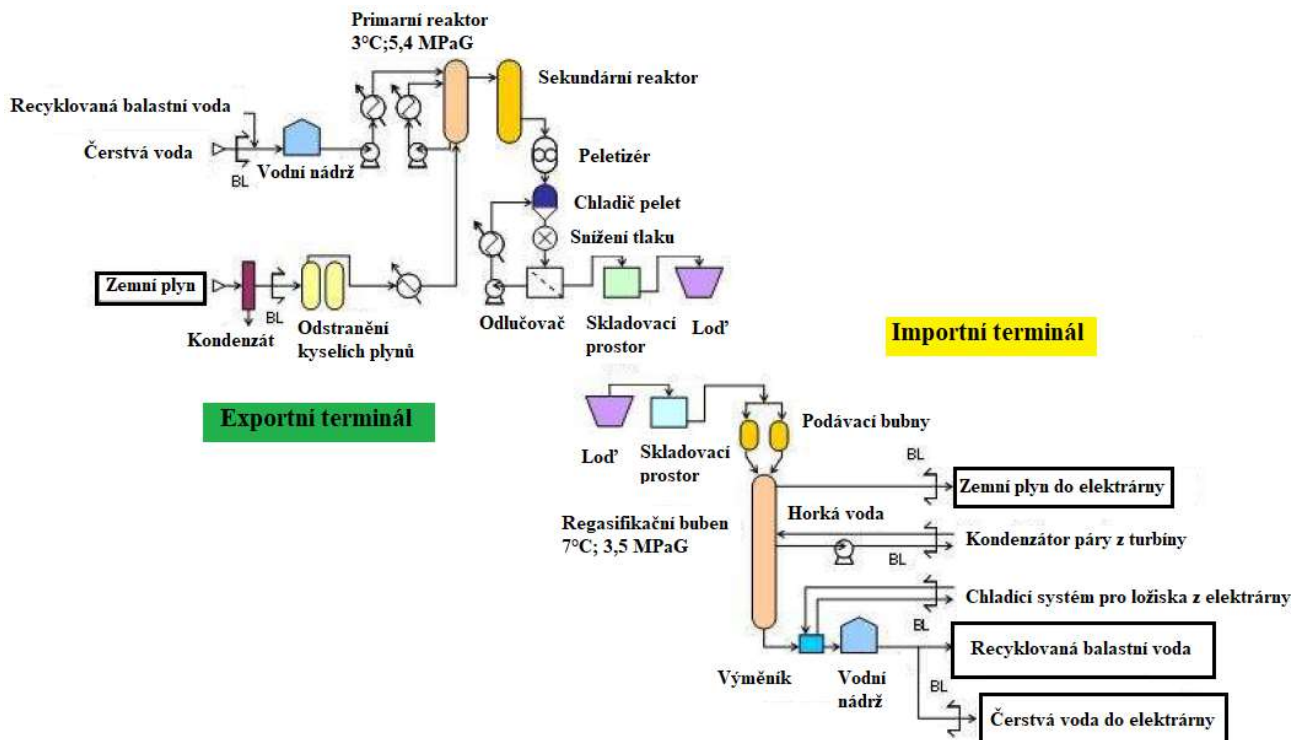 Primarní reaktor
3°C;5,4 MPaG
Sekundární reaktor
Recyklovaná balastní voda
Čerstvá voda
BL
Vodní nádrž
Peletizér
Chladič pelet
Snížení tlaku
Zemní plyn
BL
Kondenzát
Odstranění
kyselích plynů
Odlučovač
Skladovací
prostor
Loď
Importní terminál
Exportní terminál
Loď
Skladovací
prostor
Podávací bubny
BL
Zemní plyn do elektrárny
Regasifikační buben
7°C; 3,5 MPaG
Horká voda
Kondenzátor páry z turbíny
BL
Chladící systém pro ložiska z elektrárny
BL
Recyklovaná balastní voda
Výměník
Vodní
nádrž
BL
Čerstvá voda do elektrárny